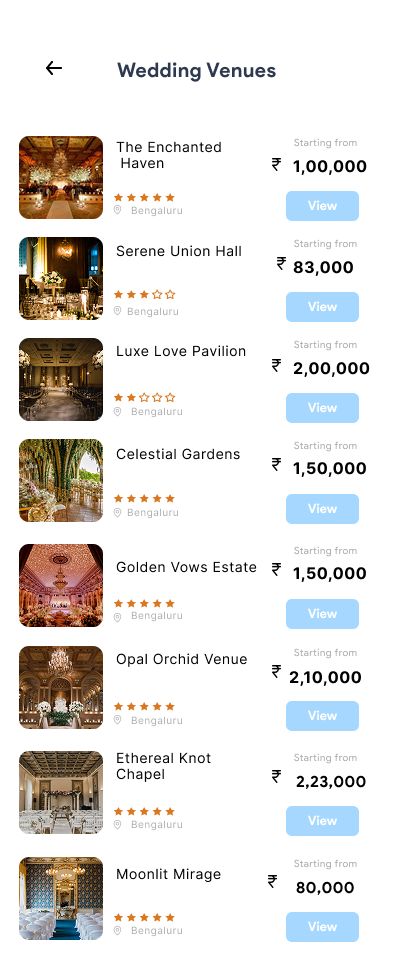 Wedding Venues
The Enchanted
Haven
Bengaluru
Starting from
₹ 1,00,000
View
Serene Union Hall
Bengaluru
Starting from
₹ 83,000
View
Luxe Love Pavilion
Bengaluru
Starting from
₹ 2,00,000
View
Celestial Gardens
Bengaluru
Starting from
₹ 1,50,000
View
Golden Vows Estate
Bengaluru
Starting from
₹ 1,50,000
View
Opal Orchid Venue
Bengaluru
Starting from
₹ 2,10,000
View
Ethereal Knot
Chapel
Bengaluru
Starting from
₹ 2,23,000
View
Moonlit Mirage
Bengaluru
Starting from
₹ 80,000
View